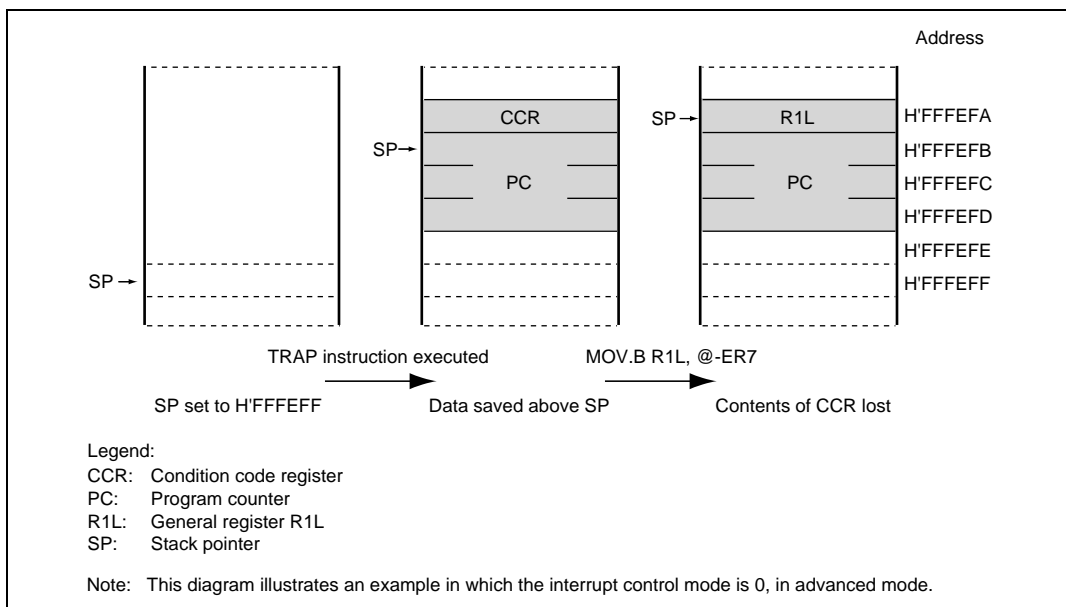 Address
CCR
SP
R1L
H'FFFEFA
SP
H'FFFEFB
PC
PC
H'FFFEFC
H'FFFEFD
H'FFFEFE
SP
H'FFFEFF
TRAP instruction executed
MOV.B R1L, @-ER7
SP set to H'FFFEFF
Data saved above SP
Contents of CCR lost
Legend:
CCR: Condition code register
PC: Program counter
R1L: General register R1L
SP: Stack pointer
Note: This diagram illustrates an example in which the interrupt control mode is 0, in advanced mode.